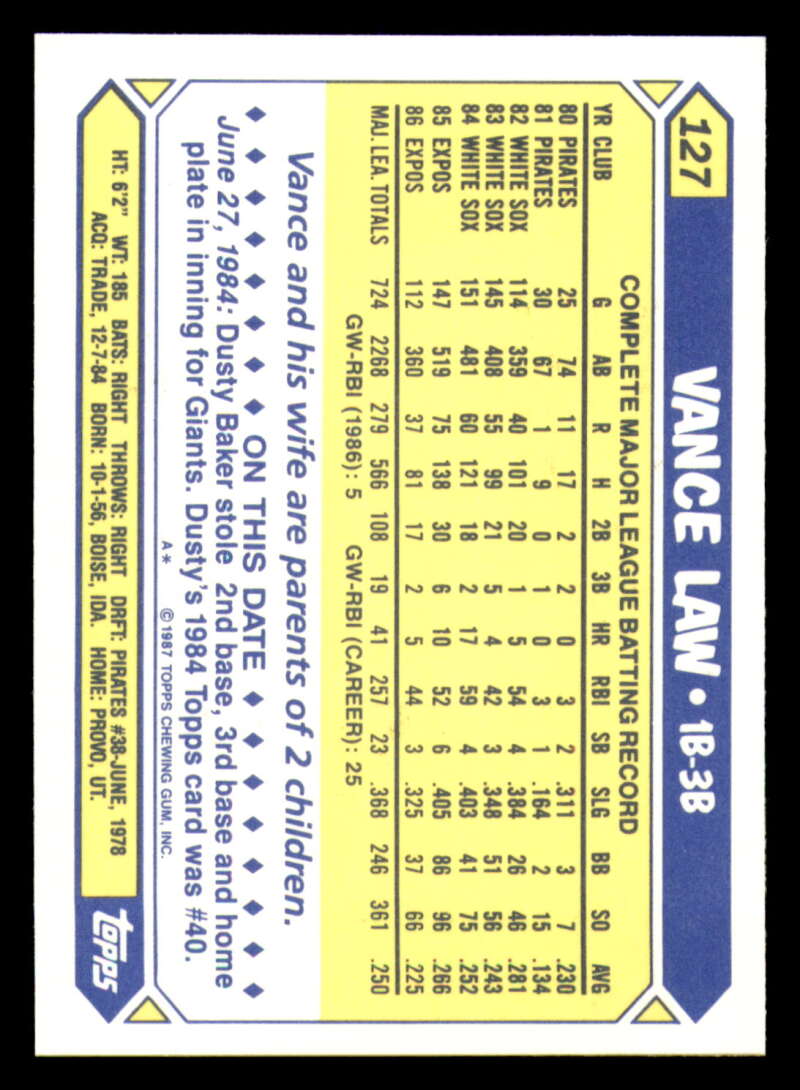 127 VANCE LAW • 1B-3B
COMPLETE MAJOR LEAGUE BATTING RECORD
YR CLUB G AB R H 2B 3B HR RBI SB SLG BB SO AVG
80 PIRATES 25 74 11 17 2 2 0 3 2 .311 3 7 .230
81 PIRATES 30 67 1 9 0 1 0 3 1 .164 2 15 .134
82 WHITE SOX 114 359 40 101 20 1 5 54 4 .384 26 46 .281
83 WHITE SOX 145 408 55 99 21 5 4 42 3 .348 51 56 .243
84 WHITE SOX 151 481 60 121 18 2 17 59 4 .403 41 75 .252
85 EXPOS 147 519 75 138 30 6 10 52 6 .405 86 96 .266
86 EXPOS 112 360 37 81 17 2 5 44 3 .325 37 66 .225
MAJ. LEA. TOTALS 724 2268 279 566 108 19 41 257 23 .368 246 361 .250
GW-RBI (1986): 5 GW-RBI (CAREER): 25
Vance and his wife are parents of 2 children.
♦ ♦ ♦ ♦ ♦ ♦ ♦ ♦ ON THIS DATE ♦ ♦ ♦ ♦ ♦ ♦ ♦ ♦
June 27, 1984: Dusty Baker stole 2nd base, 3rd base and home
plate in inning for Giants. Dusty's 1984 Topps card was #40.
A* © 1987 TOPPS CHEWING GUM, INC.
HT: 6'2" WT: 185 BATS: RIGHT THROWS: RIGHT DRFT: PIRATES #38-JUNE, 1978
ACQ: TRADE, 12-7-84 BORN: 10-1-56, BOISE, IDA. HOME: PROVO, UT.
topps